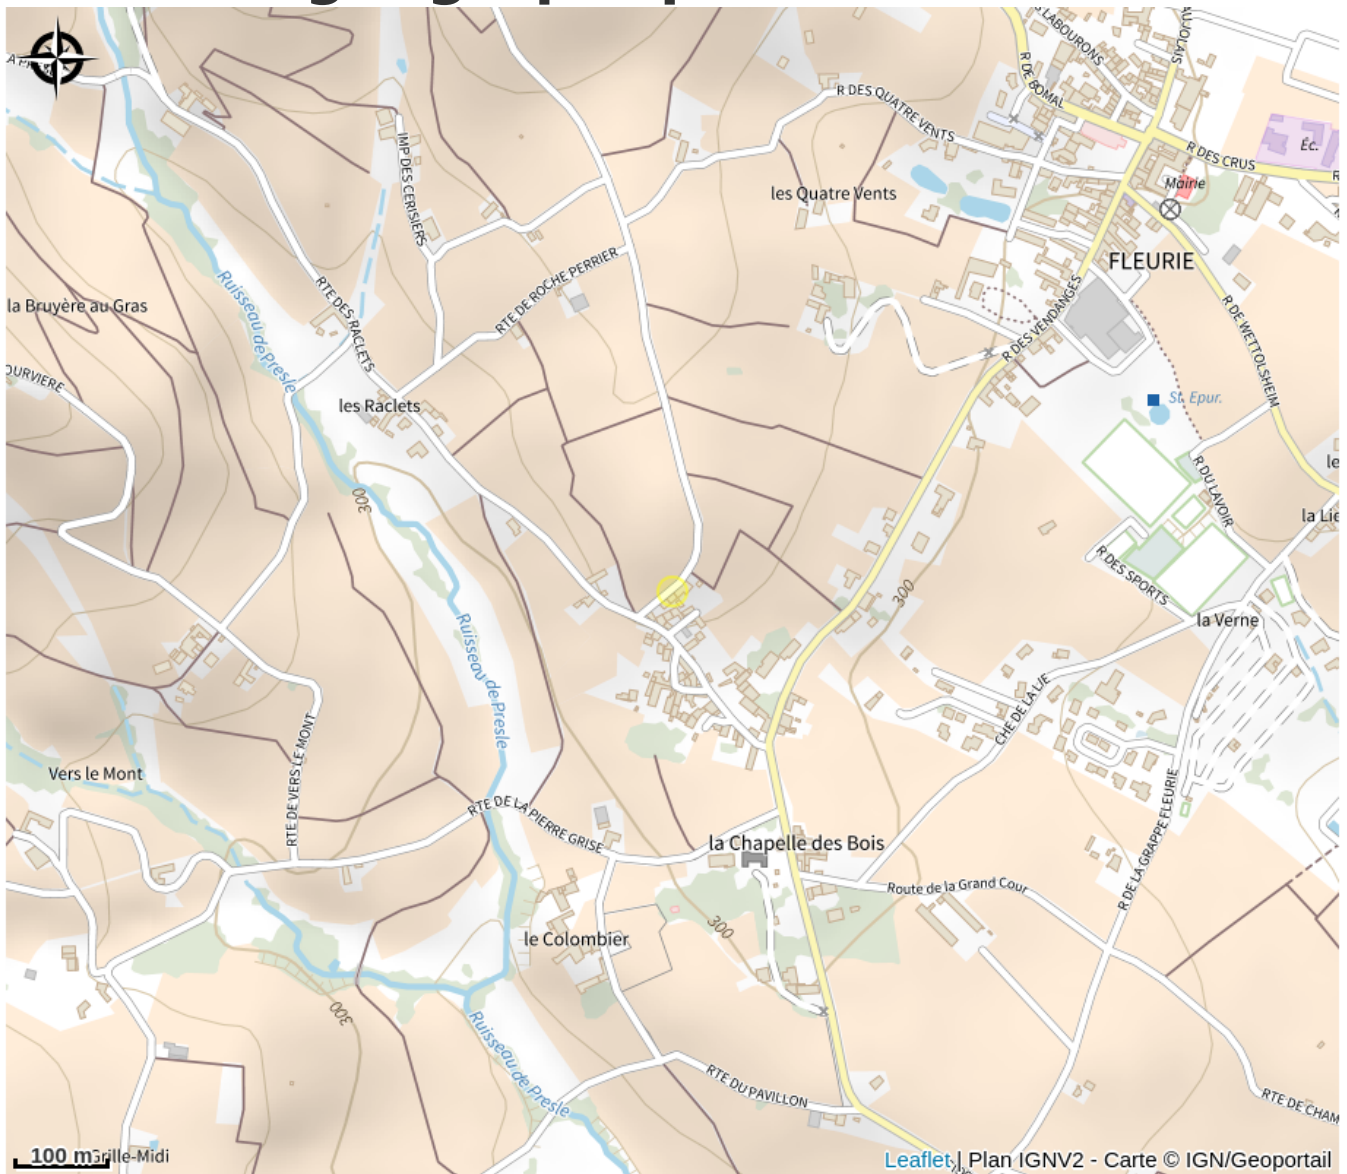 LABOURONS
R DE BOMAL
R DES QUATRE VENTS
R DES CRUS
Éc.
Mairie
IMP DES CERISIERS
les Quatre Vents
FLEURIE
RTE DE ROCHE PERRIER
Ruisseau de Presle
RTE DES RACLETS
la Bruyère au Gras
R DES VENDANGES
R DE WETTOLSHEIM
St. Epur.
les Raclets
300
R DU LAVOIR
R DES SPORTS
300
la Verne
Ruisseau de Presle
CHE DE LA LIE
RTE DE VERS LE MONT
Vers le Mont
RTE DE LA PIERRE GRISE
R DE LA GRAPPE FLEURIE
la Chapelle des Bois
Route de la Grand Cour
300
le Colombier
300
Ruisseau de Presle
RTE DU PAVILLON
RTE DE CHAM
100 m
Grille-Midi
Leaflet | Plan IGNV2 - Carte © IGN/Geoportail